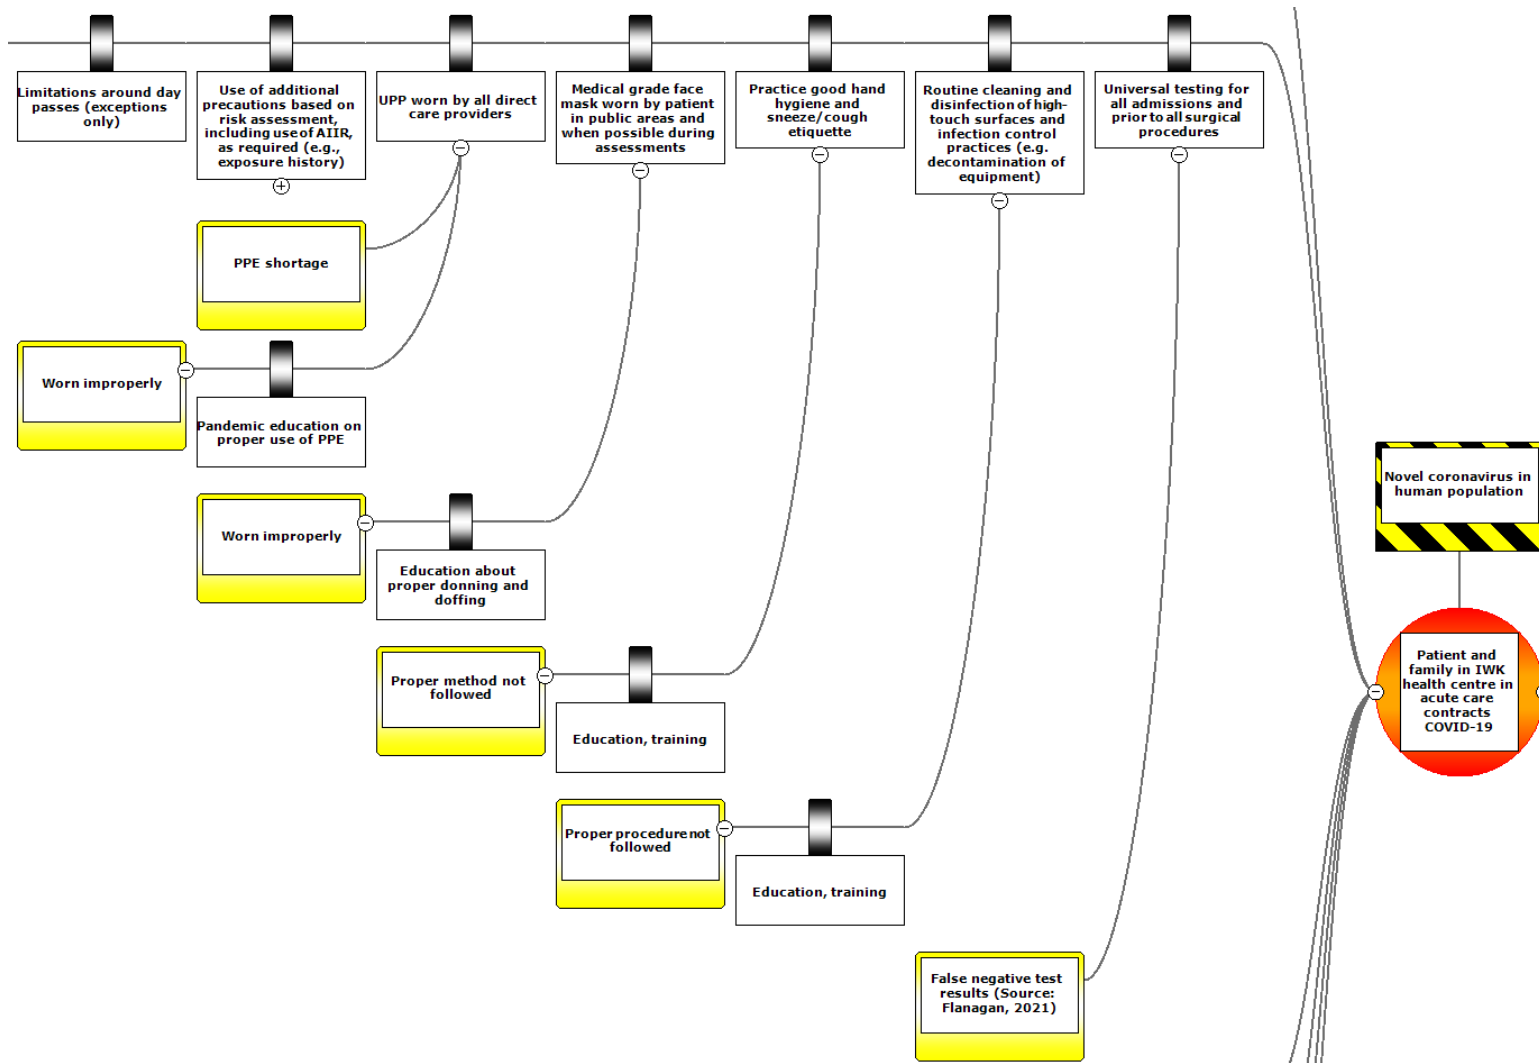 Limitations around day
passes (exceptions
only)
Use of additional
precautions based on
risk assessment,
including use of AIIR,
as required (e.g.,
exposure history)
UPP worn by all direct
care providers
Medical grade face
mask worn by patient
in public areas and
when possible during
assessments
Practice good hand
hygiene and
sneeze/cough
etiquette
Routine cleaning and
disinfection of high-
touch surfaces and
infection control
practices (e.g.
decontamination of
equipment)
Universal testing for
all admissions and
prior to all surgical
procedures
PPE shortage
Worn improperly
Pandemic education on
proper use of PPE
Worn improperly
Education about
proper donning and
doffing
Proper method not
followed
Education, training
Proper procedure not
followed
Education, training
False negative test
results (Source:
Flanagan, 2021)
Novel coronavirus in
human population
Patient and
family in IWK
health centre in
acute care
contracts
COVID-19